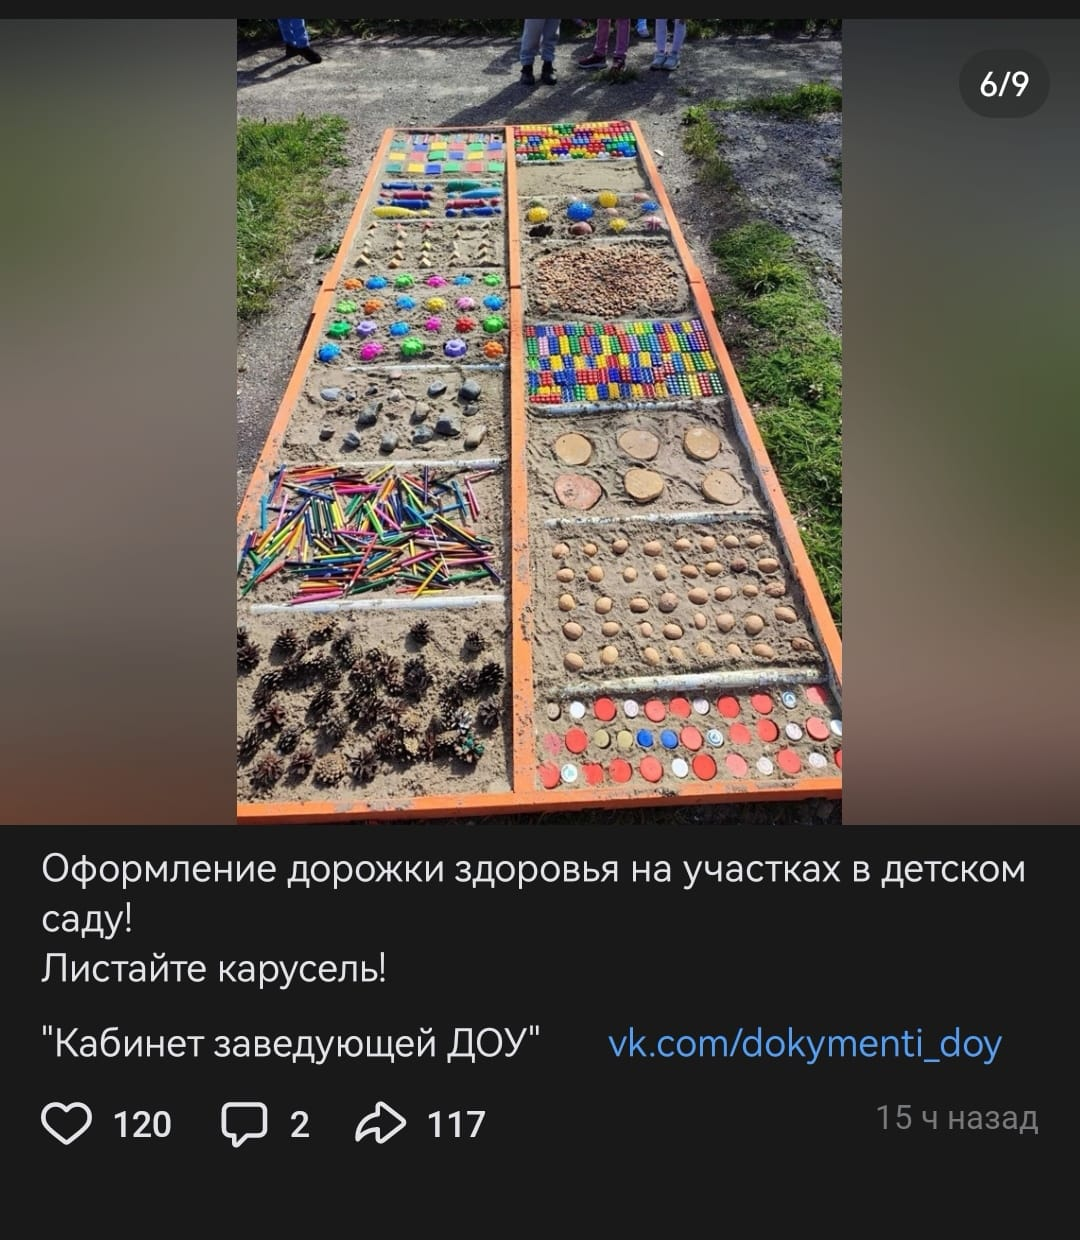 6/9
Оформление дорожки здоровья на участках в детском
саду!
Листайте карусель!
"Кабинет заведующей ДОУ" vk.com/dokymenti_doy
120 2 117 15 ч назад